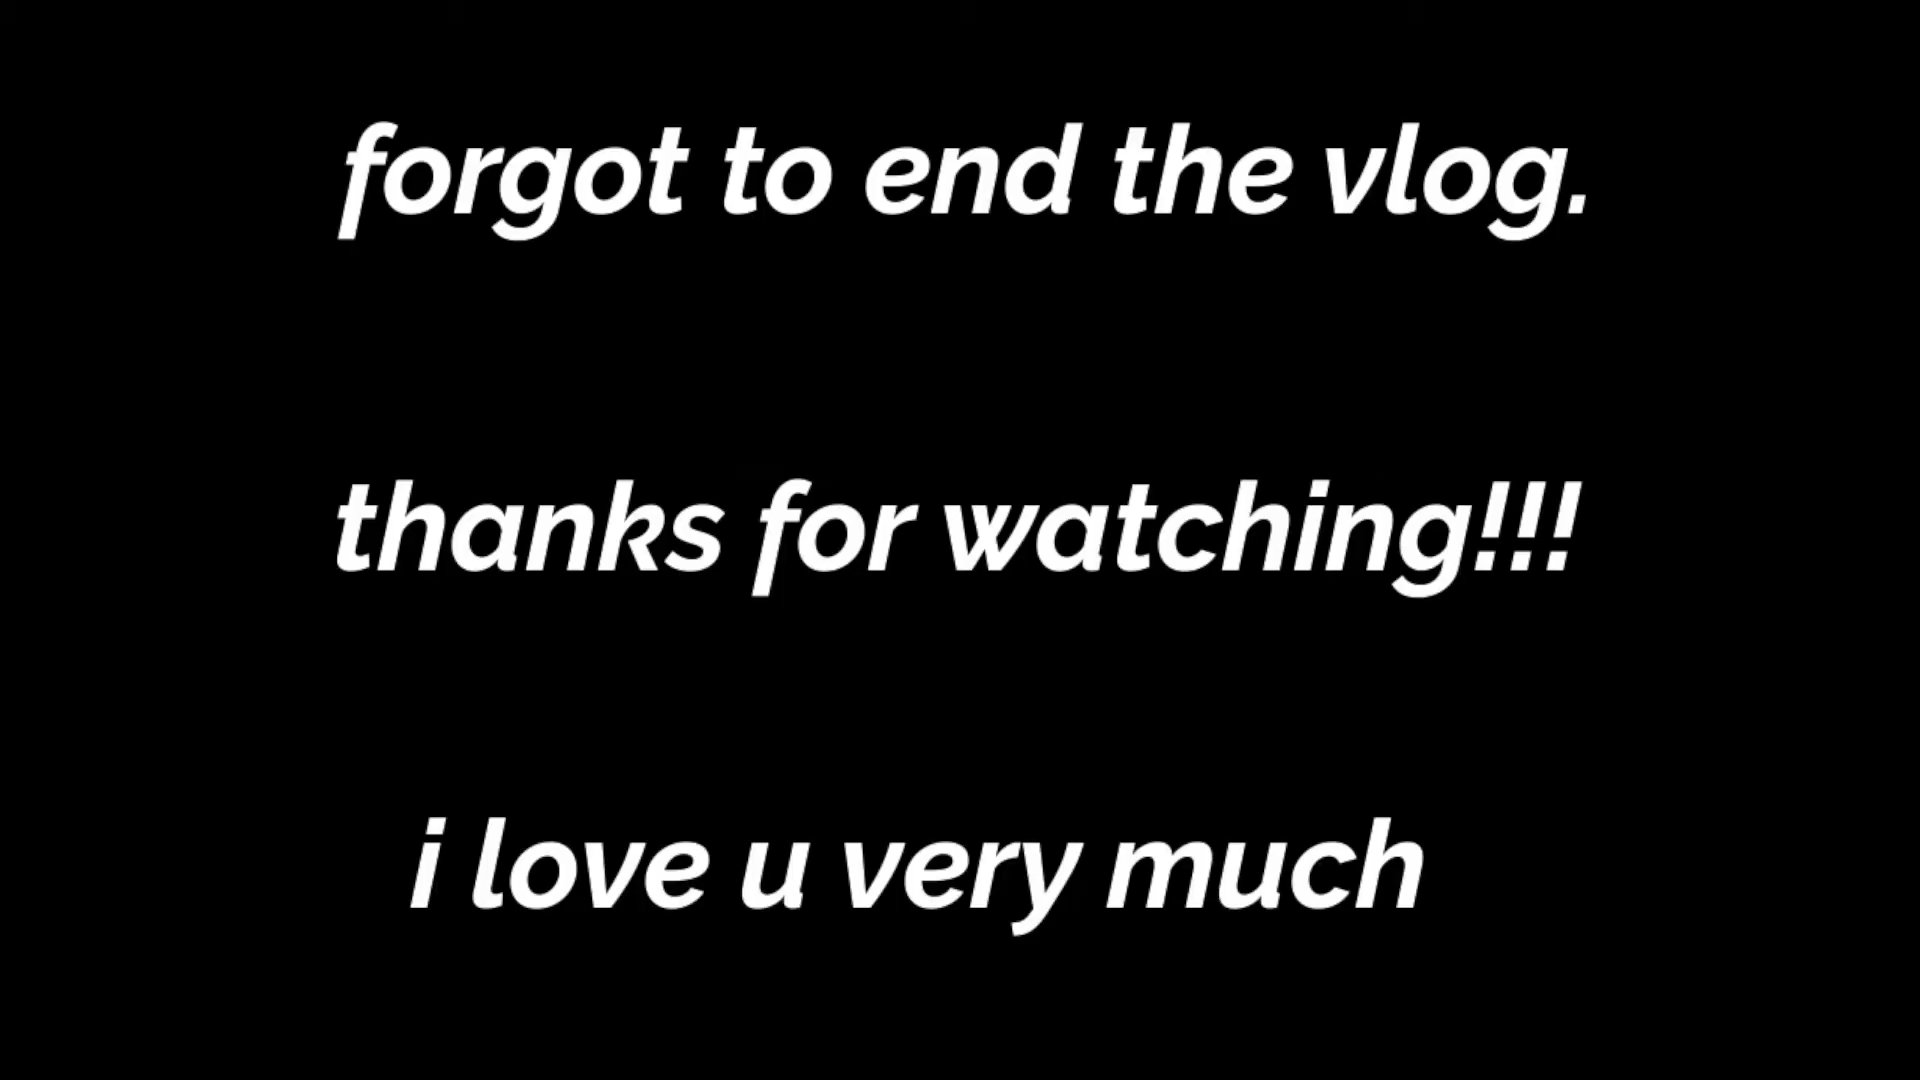 forgot to end the vlog.
thanks for watching!!!
i love u very much